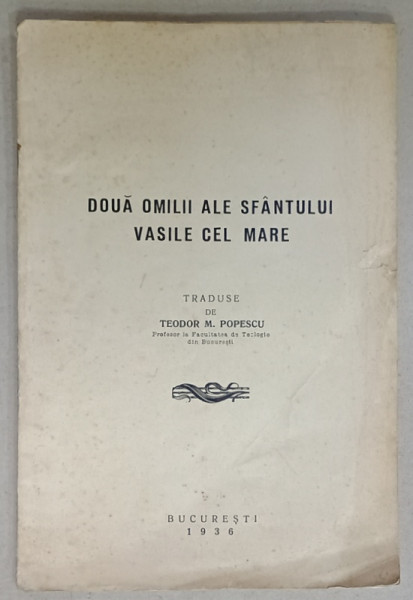 DOUĂ OMILII ALE SFÂNTULUI
VASILE CEL MARE
TRADUSE
DE
TEODOR M. POPESCU
Profesor la Facultatea de Teologie
din București
BUCUREȘTI
1936